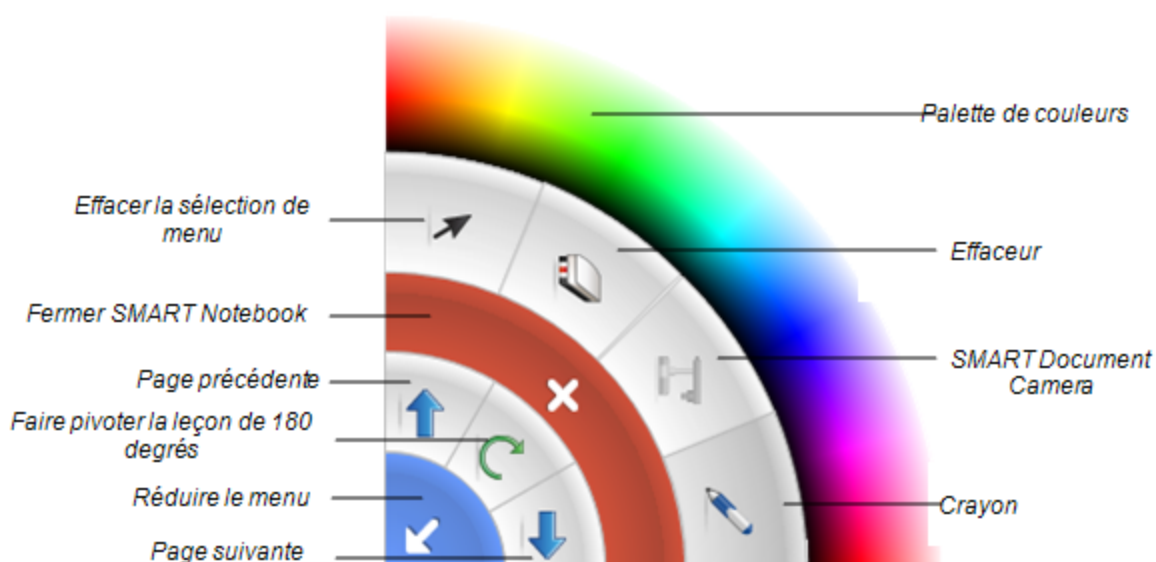 Palette de couleurs
Effacer la sélection de
menu
Effaceur
Fermer SMART Notebook
SMART Document
Camera
Page précédente
Faire pivoter la leçon de 180
degrés
Réduire le menu
Crayon
Page suivante